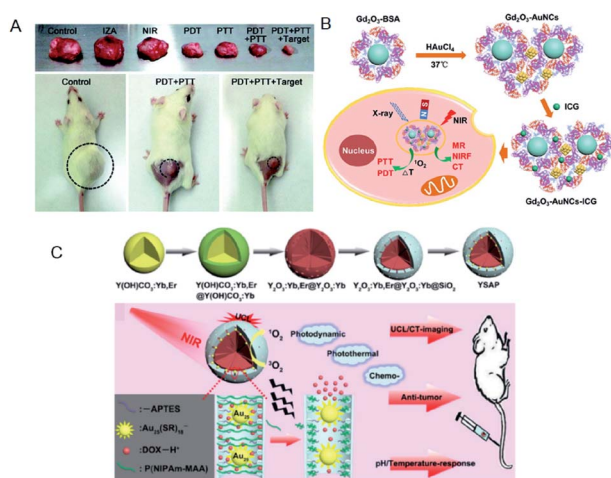 A
Control IZA NIR PDT PTT PDT +PTT PDT+PTT +Target
Control PDT+PTT PDT+PTT+Target
B
Gd₂O₃-BSA
HAuCl₄
37℃
Gd₂O₃-AuNCs
ICG
X-ray
N S
NIR
Nucleus
PTT
PDT
¹O₂
△T
MR
NIRF
CT
Gd₂O₃-AuNCs-ICG
C
Y(OH)CO₃:Yb,Er
Y(OH)CO₃:Yb,Er
@Y(OH)CO₃:Yb
Y₂O₃:Yb,Er@Y₂O₃:Yb
Y₂O₃:Yb,Er@Y₂O₃:Yb@SiO₂
YSAP
NIR
UCL
¹O₂
³O₂
Photodynamic
Photothermal
Chemo-
UCL/CT-imaging
Anti-tumor
pH/Temperature-response
:~APTES
:Au₂₅(SR)₁₈⁻
:DOX−H⁺
:P(NIPAm-MAA)
Au₂₅
Au₂₅